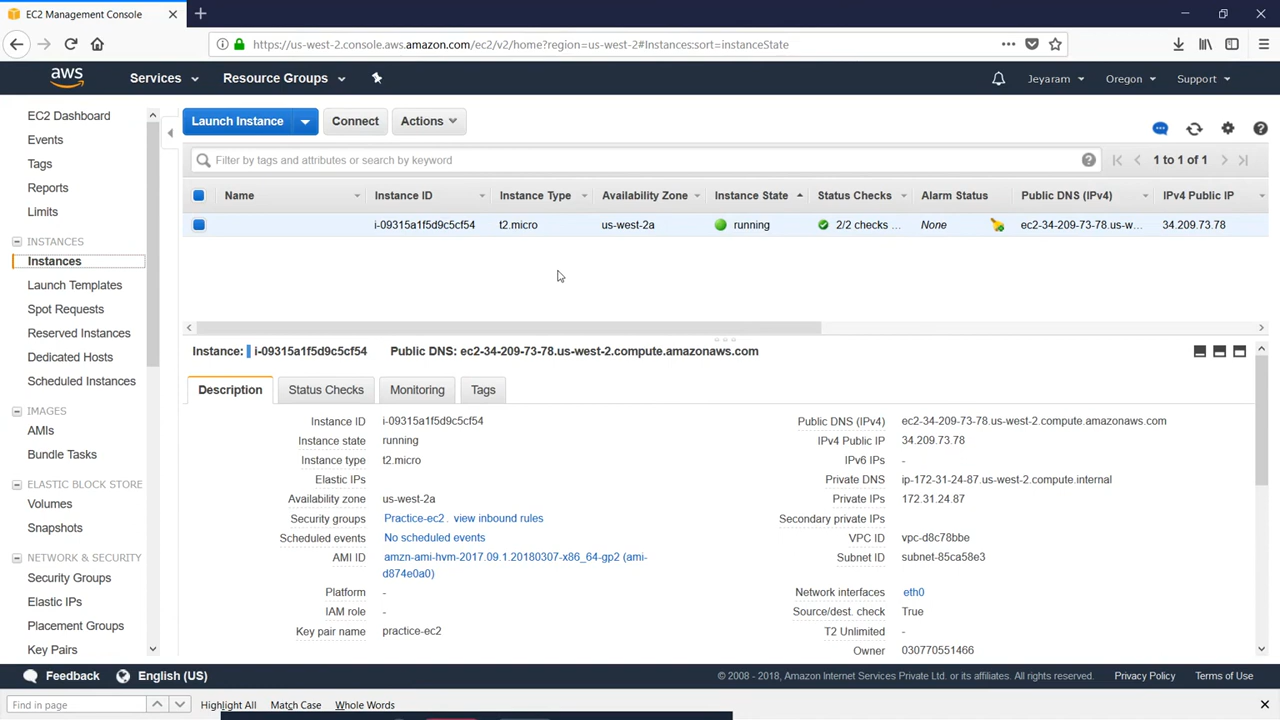 EC2 Management Console
https://us-west-2.console.aws.amazon.com/ec2/v2/home?region=us-west-2#Instances:sort=instanceState
aws
Services
Resource Groups
Jeyaram
Oregon
Support
EC2 Dashboard
Events
Tags
Reports
Limits
INSTANCES
Instances
Launch Templates
Spot Requests
Reserved Instances
Dedicated Hosts
Scheduled Instances
IMAGES
AMIs
Bundle Tasks
ELASTIC BLOCK STORE
Volumes
Snapshots
NETWORK & SECURITY
Security Groups
Elastic IPs
Placement Groups
Key Pairs
Launch Instance
Connect
Actions
Filter by tags and attributes or search by keyword
1 to 1 of 1
Name Instance ID Instance Type Availability Zone Instance State Status Checks Alarm Status Public DNS (IPv4) IPv4 Public IP
i-09315a1f5d9c5cf54 t2.micro us-west-2a running 2/2 checks ... None ec2-34-209-73-78.us-w... 34.209.73.78
Instance: i-09315a1f5d9c5cf54 Public DNS: ec2-34-209-73-78.us-west-2.compute.amazonaws.com
Description Status Checks Monitoring Tags
Instance ID i-09315a1f5d9c5cf54
Instance state running
Instance type t2.micro
Elastic IPs
Availability zone us-west-2a
Security groups Practice-ec2 . view inbound rules
Scheduled events No scheduled events
AMI ID amzn-ami-hvm-2017.09.1.20180307-x86_64-gp2 (ami-
d874e0a0)
Platform -
IAM role -
Key pair name practice-ec2
Public DNS (IPv4) ec2-34-209-73-78.us-west-2.compute.amazonaws.com
IPv4 Public IP 34.209.73.78
IPv6 IPs -
Private DNS ip-172-31-24-87.us-west-2.compute.internal
Private IPs 172.31.24.87
Secondary private IPs
VPC ID vpc-d8c78bbe
Subnet ID subnet-85ca58e3
Network interfaces eth0
Source/dest. check True
T2 Unlimited -
Owner 030770551466
Feedback
English (US)
© 2008 - 2018, Amazon Internet Services Private Ltd. or its affiliates. All rights reserved.
Privacy Policy
Terms of Use
Find in page
Highlight All
Match Case
Whole Words